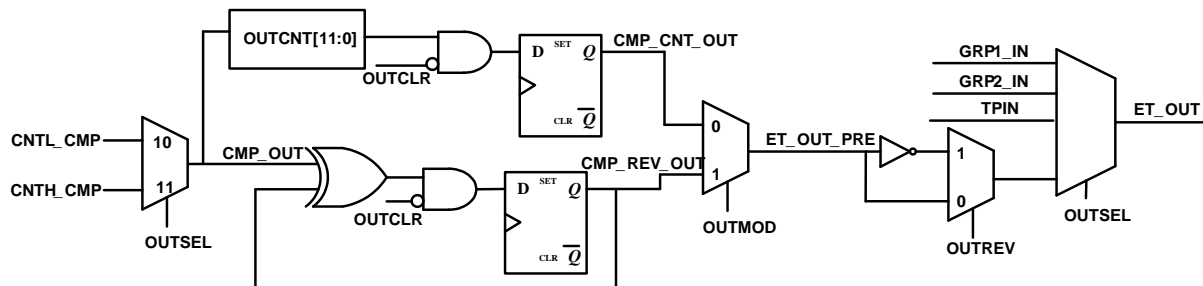 OUTCNT[11:0]
OUTCLR
D SET Q
CLR Q
CMP_CNT_OUT
GRP1_IN
GRP2_IN
TPIN
ET_OUT
CNTL_CMP
CNTH_CMP
10
11
OUTSEL
CMP_OUT
OUTCLR
D SET Q
CLR Q
CMP_REV_OUT
0
1
OUTMOD
ET_OUT_PRE
1
0
OUTREV
OUTSEL